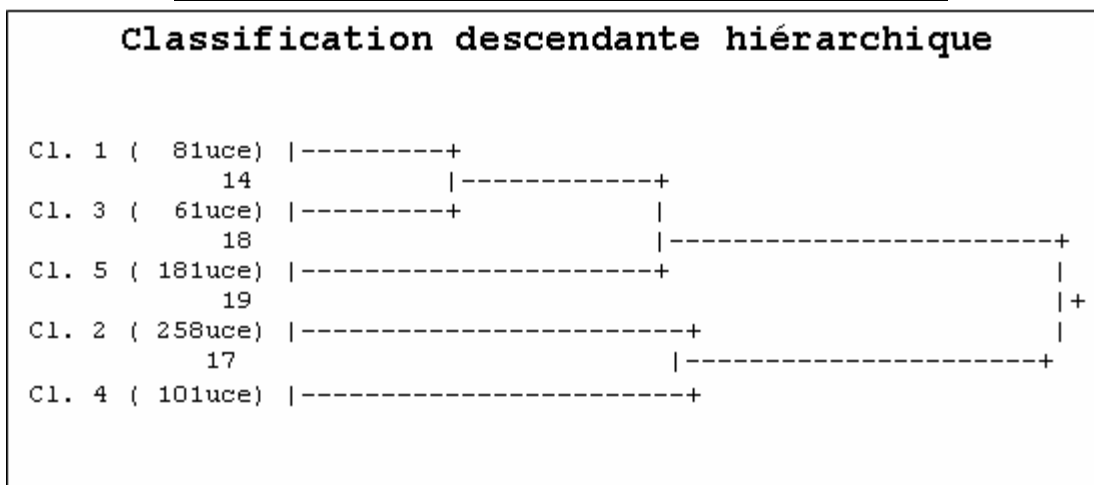 Classification descendante hiérarchique
Cl. 1 (  81uce) |---------+
14 |------------+
Cl. 3 (  61uce) |---------+ |
18 |-----------------------+
Cl. 5 ( 181uce) |---------------------+ |
19 |+
Cl. 2 ( 258uce) |-----------------------+ |
17 |---------------------+
Cl. 4 ( 101uce) |-----------------------+